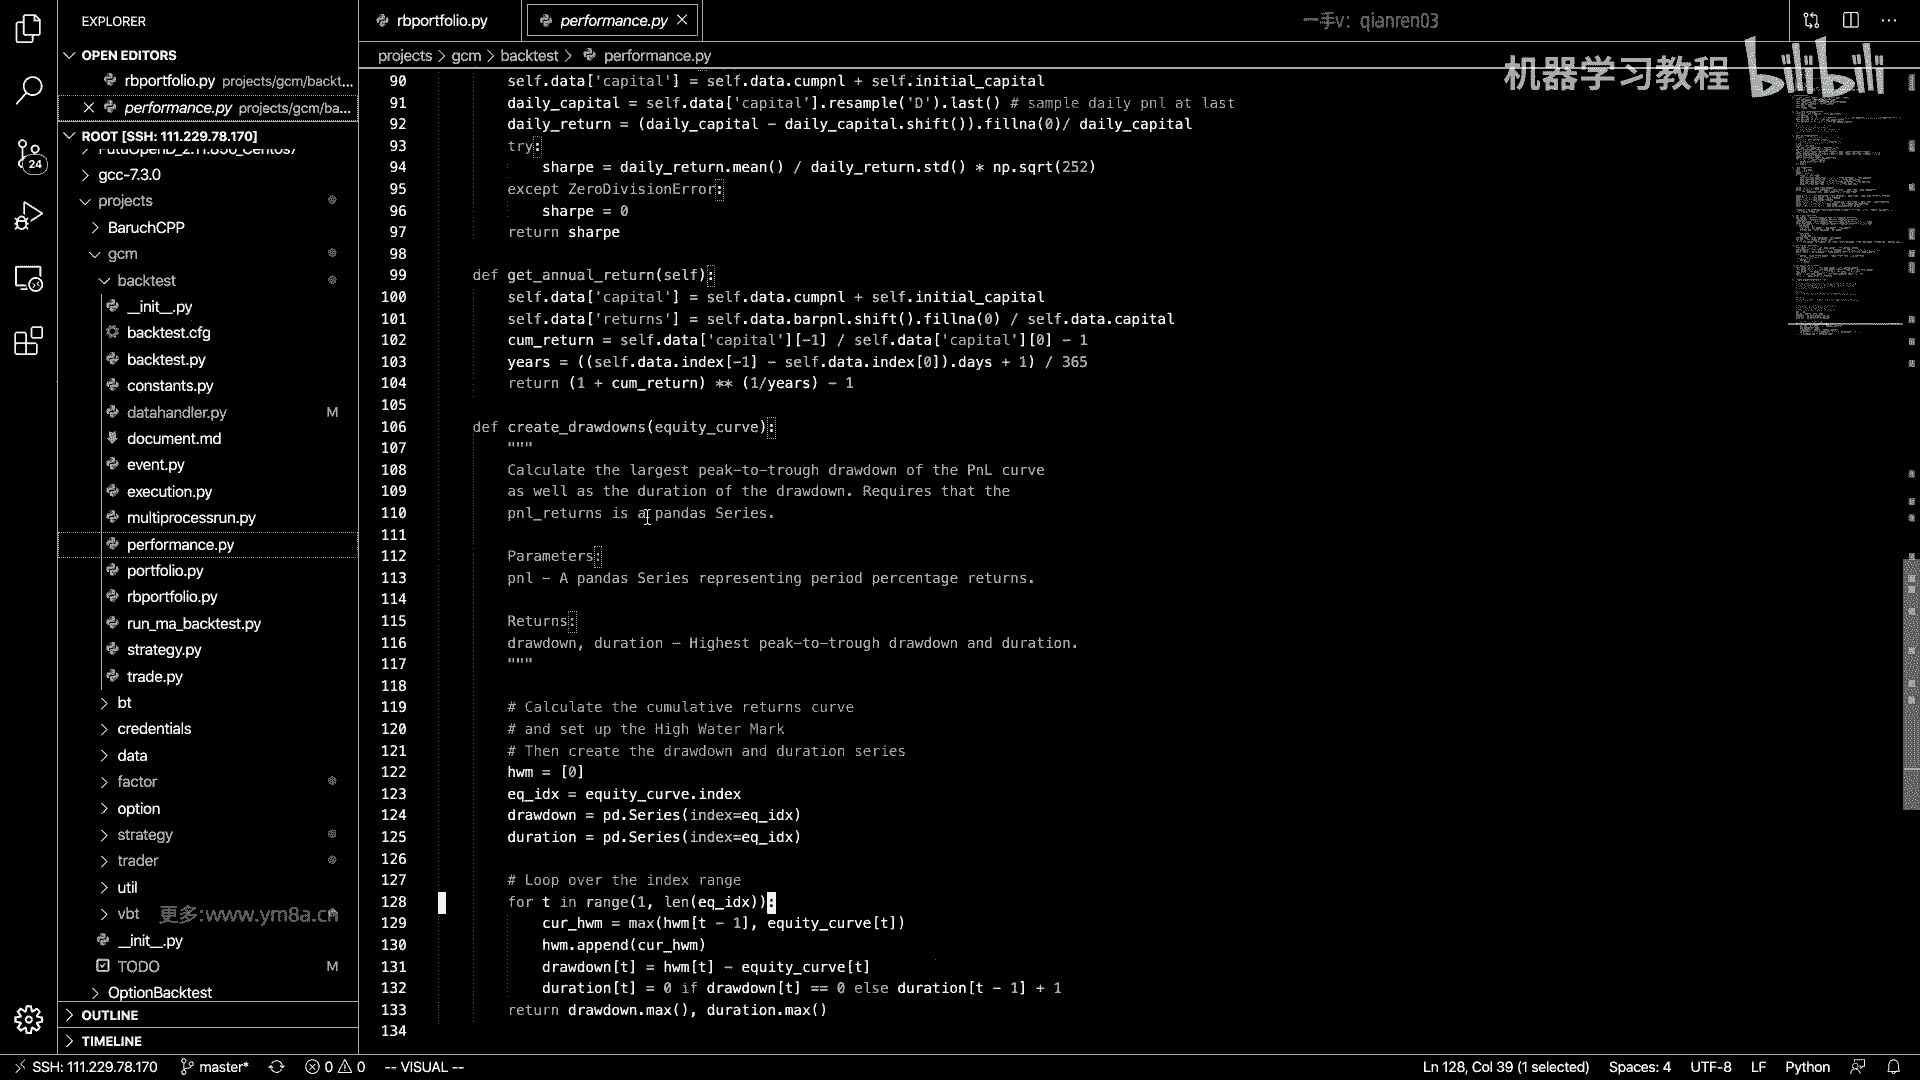 EXPLORER
OPEN EDITORS
rbportfolio.py projects/gcm/backt...
performance.py projects/gcm/ba...
ROOT [SSH: 111.229.78.170]
gcc-7.3.0
projects
BaruchCPP
gcm
backtest
__init__.py
backtest.cfg
backtest.py
constants.py
datahandler.py M
document.md
event.py
execution.py
multiprocessrun.py
performance.py
portfolio.py
rbportfolio.py
run_ma_backtest.py
strategy.py
trade.py
bt
credentials
data
factor
option
strategy
trader
util
vbt
更多:www.ym8a.cn
__init__.py
TODO M
OptionBacktest
OUTLINE
TIMELINE
24
rbportfolio.py
performance.py
一手v: qianren03
机器学习教程 bilibili
projects > gcm > backtest > performance.py
90 self.data['capital'] = self.data.cumpnl + self.initial_capital
91 daily_capital = self.data['capital'].resample('D').last() # sample daily pnl at last
92 daily_return = (daily_capital - daily_capital.shift()).fillna(0)/ daily_capital
93 try:
94 sharpe = daily_return.mean() / daily_return.std() * np.sqrt(252)
95 except ZeroDivisionError:
96 sharpe = 0
97 return sharpe
98
99 def get_annual_return(self):
100 self.data['capital'] = self.data.cumpnl + self.initial_capital
101 self.data['returns'] = self.data.barpnl.shift().fillna(0) / self.data.capital
102 cum_return = self.data['capital'][-1] / self.data['capital'][0] - 1
103 years = ((self.data.index[-1] - self.data.index[0]).days + 1) / 365
104 return (1 + cum_return) ** (1/years) - 1
105
106 def create_drawdowns(equity_curve):
107 """
108 Calculate the largest peak-to-trough drawdown of the PnL curve
109 as well as the duration of the drawdown. Requires that the
110 pnl_returns is a pandas Series.
111
112 Parameters:
113 pnl - A pandas Series representing period percentage returns.
114
115 Returns:
116 drawdown, duration - Highest peak-to-trough drawdown and duration.
117 """
118
119 # Calculate the cumulative returns curve
120 # and set up the High Water Mark
121 # Then create the drawdown and duration series
122 hwm = [0]
123 eq_idx = equity_curve.index
124 drawdown = pd.Series(index=eq_idx)
125 duration = pd.Series(index=eq_idx)
126
127 # Loop over the index range
128 for t in range(1, len(eq_idx)):
129 cur_hwm = max(hwm[t - 1], equity_curve[t])
130 hwm.append(cur_hwm)
131 drawdown[t] = hwm[t] - equity_curve[t]
132 duration[t] = 0 if drawdown[t] == 0 else duration[t - 1] + 1
133 return drawdown.max(), duration.max()
134
SSH: 111.229.78.170 master* 0 0 -- VISUAL -- Ln 128, Col 39 (1 selected) Spaces: 4 UTF-8 LF Python